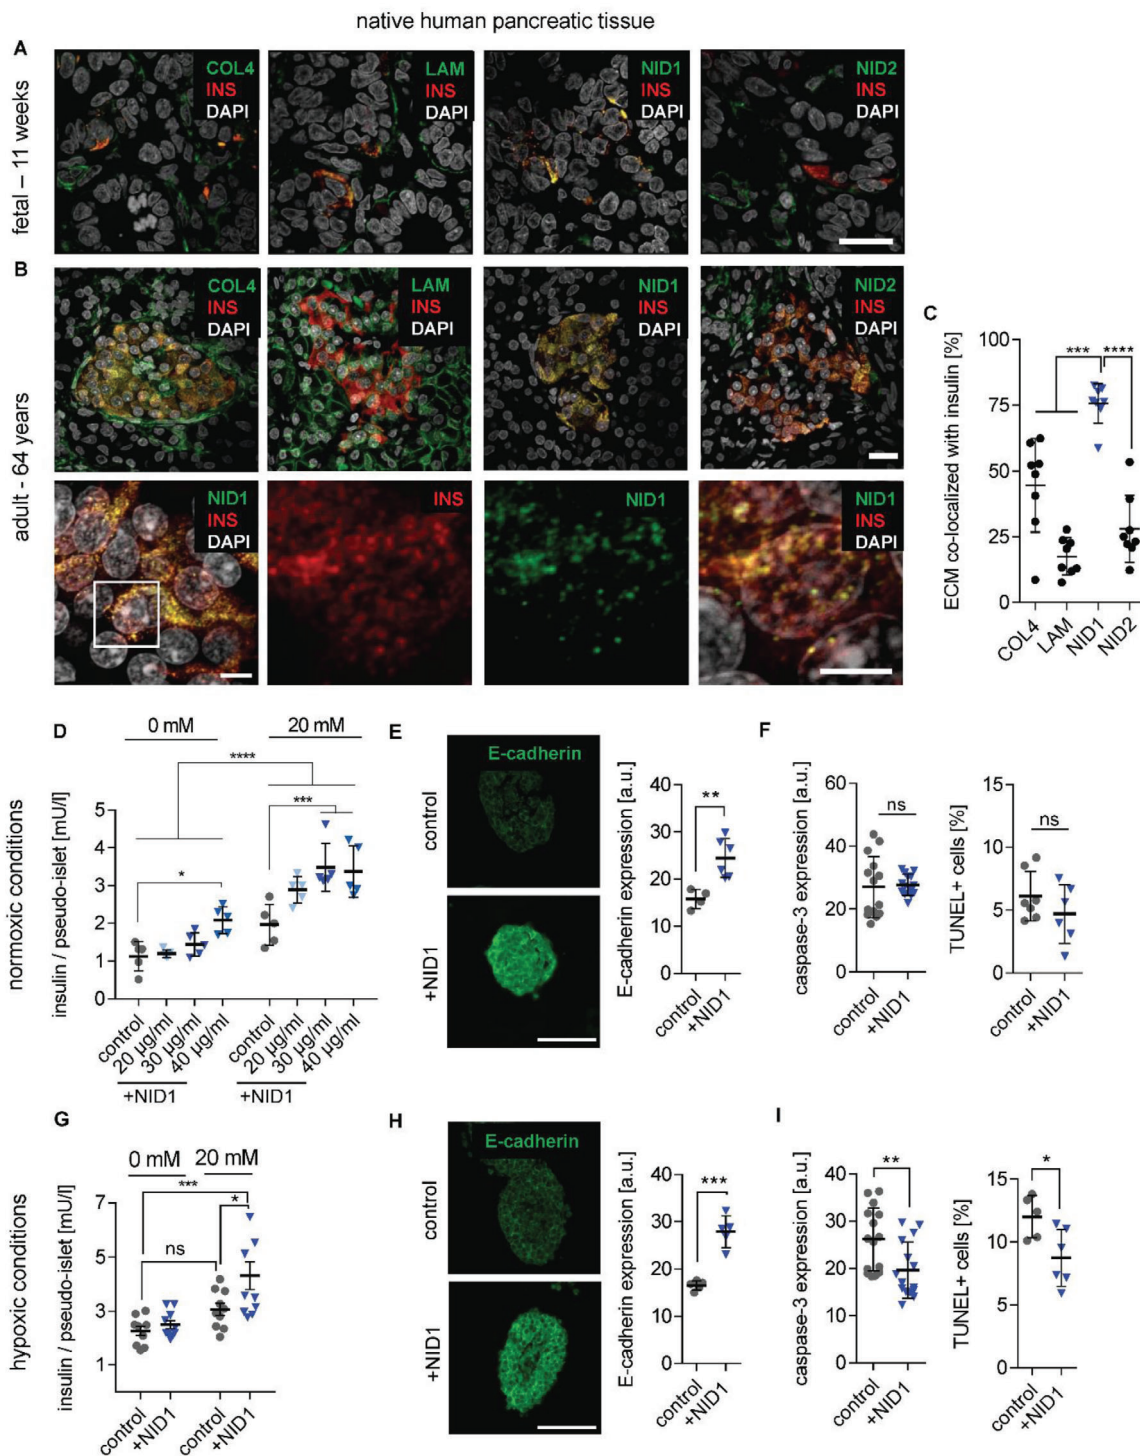 native human pancreatic tissue
A
fetal – 11 weeks
COL4
INS
DAPI
LAM
INS
DAPI
NID1
INS
DAPI
NID2
INS
DAPI
B
adult - 64 years
COL4
INS
DAPI
LAM
INS
DAPI
NID1
INS
DAPI
NID2
INS
DAPI
NID1
INS
DAPI
INS
NID1
NID1
INS
DAPI
C
ECM co-localized with insulin [%]
100
75
50
25
0
***
****
COL4
LAM
NID1
NID2
normoxic conditions
D
0 mM
20 mM
insulin / pseudo-islet [mU/l]
5
4
3
2
1
0
****
***
*
control
20 µg/ml
30 µg/ml
40 µg/ml
control
20 µg/ml
30 µg/ml
40 µg/ml
+NID1
+NID1
E
E-cadherin
control
+NID1
E-cadherin expression [a.u.]
40
30
20
10
0
**
control
+NID1
F
caspase-3 expression [a.u.]
60
40
20
0
ns
control
+NID1
TUNEL+ cells [%]
15
10
5
0
ns
control
+NID1
hypoxic conditions
G
0 mM
20 mM
insulin / pseudo-islet [mU/l]
7
5
3
1
***
*
ns
control
+NID1
control
+NID1
H
E-cadherin
control
+NID1
E-cadherin expression [a.u.]
40
30
20
10
0
***
control
+NID1
I
caspase-3 expression [a.u.]
40
30
20
10
0
**
control
+NID1
TUNEL+ cells [%]
15
10
5
0
*
control
+NID1